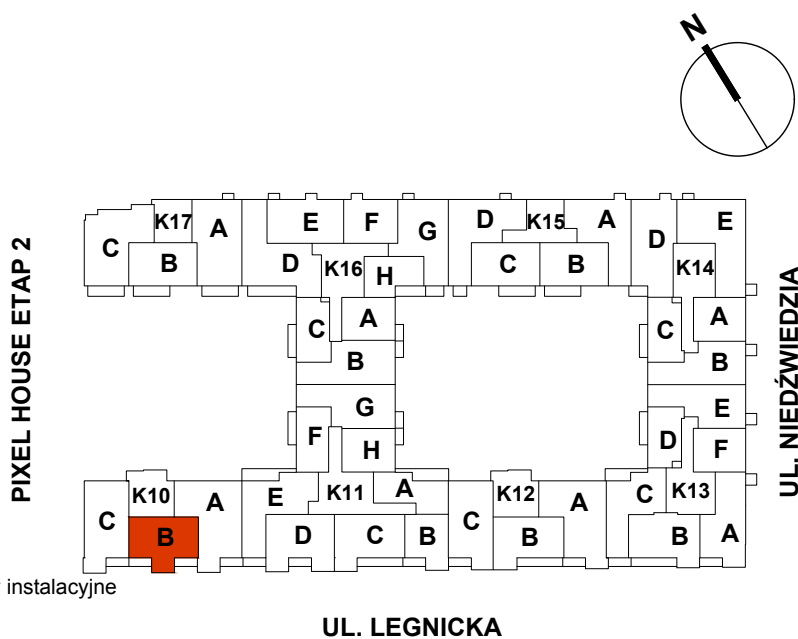 N
K17 A E F G D K15 A D E
C B D K16 H C B K14
PIXEL HOUSE ETAP 2
C A C A
B B
UL. NIEDŹWIEDZIA
G E
F H D F
K10 A E K11 A K12 A C K13
C B D C B C B B A
instalacyjne
UL. LEGNICKA